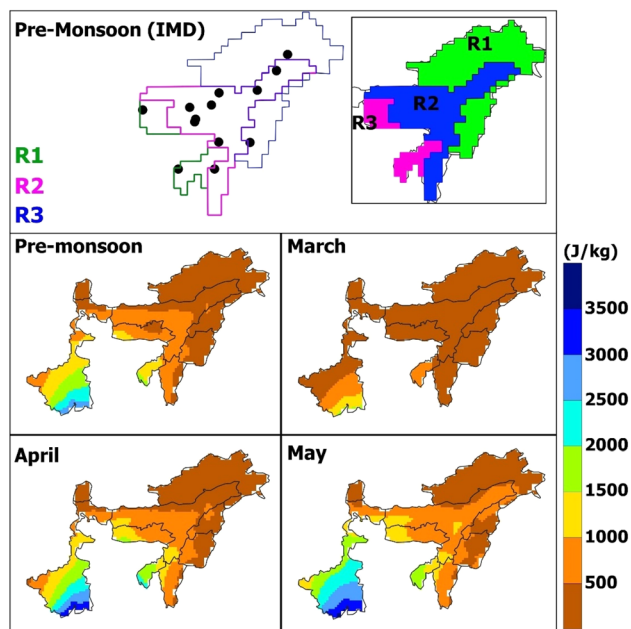 Pre-Monsoon (IMD)
R1
R2
R3
R1
R2
R3
Pre-monsoon
March
(J/kg)
3500
3000
2500
2000
1500
1000
500
April
May